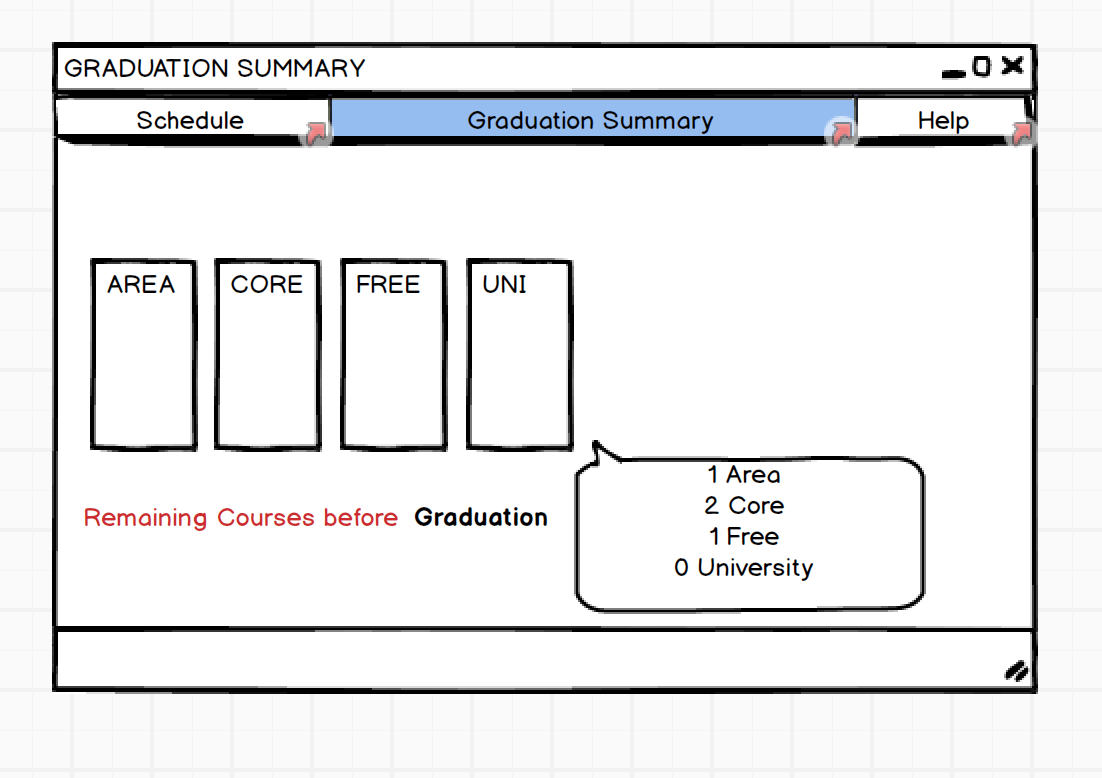 GRADUATION SUMMARY
Schedule Graduation Summary Help
AREA CORE FREE UNI
1 Area
2 Core
1 Free
0 University
Remaining Courses before Graduation